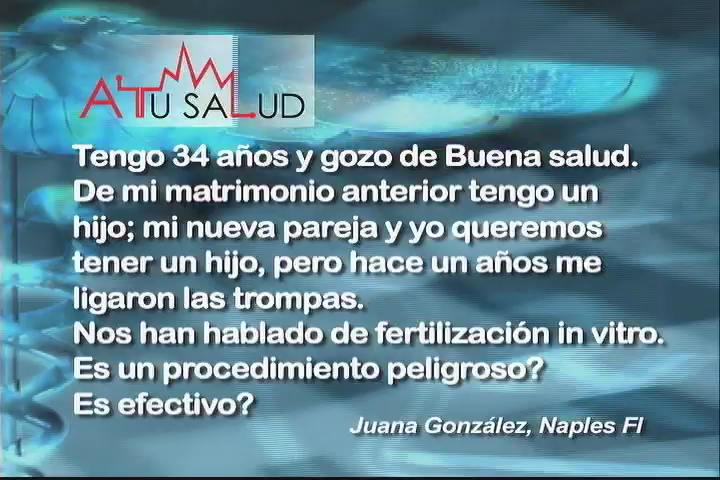 A TU SALUD
Tengo 34 años y gozo de Buena salud.
De mi matrimonio anterior tengo un
hijo; mi nueva pareja y yo queremos
tener un hijo, pero hace un años me
ligaron las trompas.
Nos han hablado de fertilización in vitro.
Es un procedimiento peligroso?
Es efectivo?
Juana González, Naples Fl